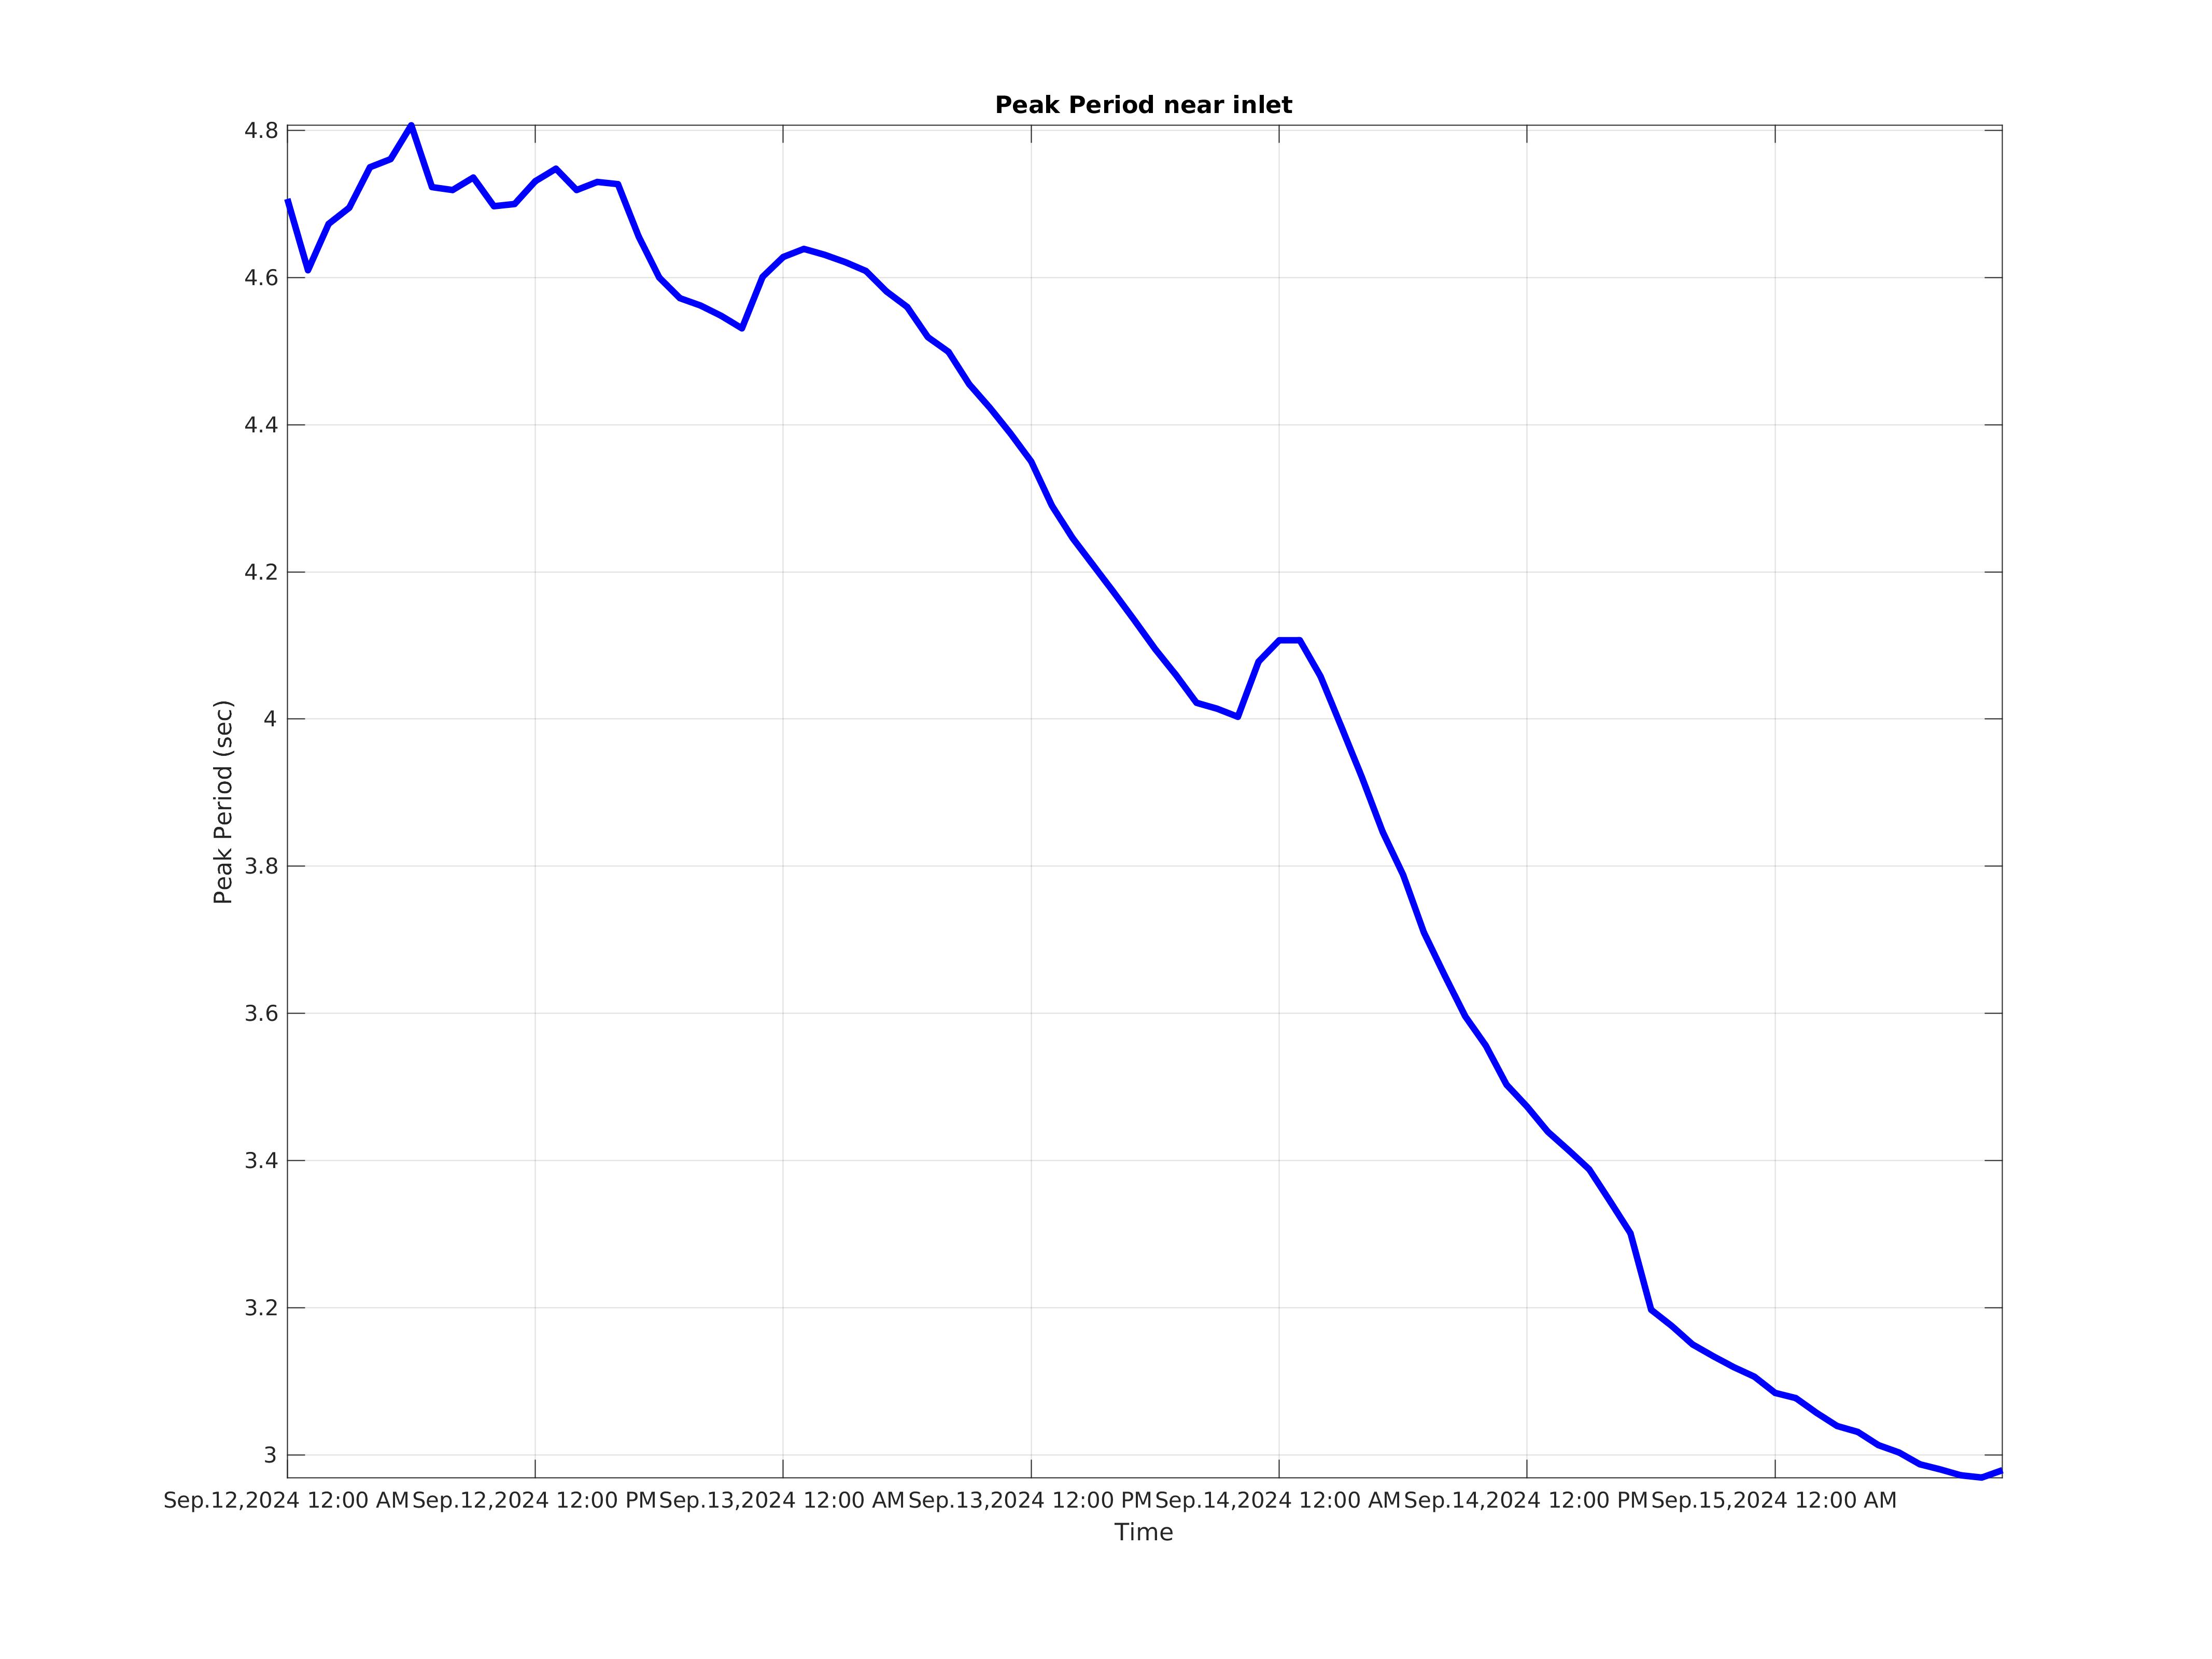 Peak Period near inlet
Peak Period (sec)
4.8
4.6
4.4
4.2
4
3.8
3.6
3.4
3.2
3
Sep.12,2024 12:00 AM Sep.12,2024 12:00 PM Sep.13,2024 12:00 AM Sep.13,2024 12:00 PM Sep.14,2024 12:00 AM Sep.14,2024 12:00 PM Sep.15,2024 12:00 AM
Time